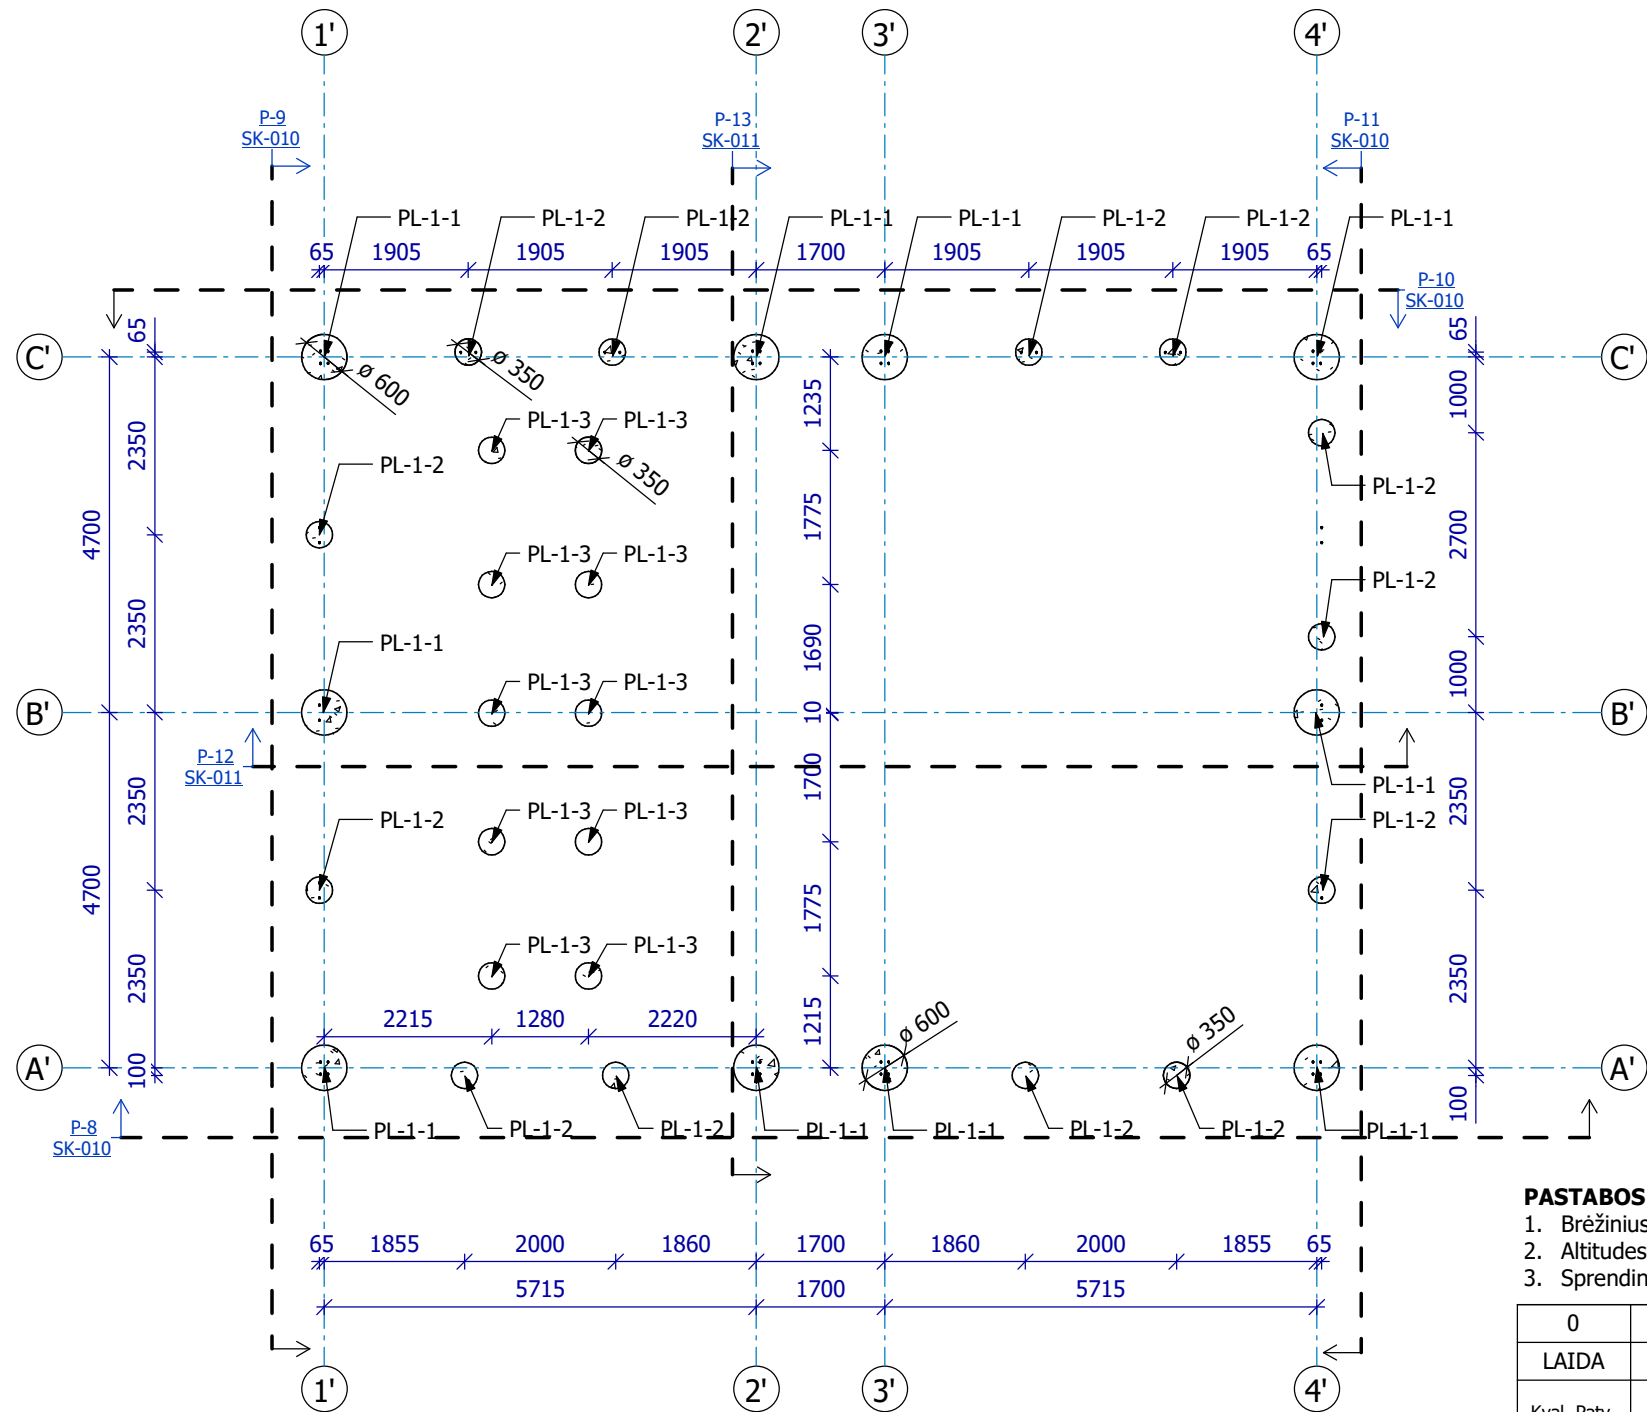 1'
2'
3'
4'
P-9
SK-010
P-13
SK-011
P-11
SK-010
PL-1-1
PL-1-2
PL-1-2
PL-1-1
PL-1-1
PL-1-2
PL-1-2
PL-1-1
65
1905
1905
1905
1700
1905
1905
1905
65
P-10
SK-010
C'
65
ø 600
ø 350
65
C'
PL-1-3
PL-1-3
ø 350
1235
1000
2350
PL-1-2
PL-1-2
4700
1775
2700
PL-1-3
PL-1-3
PL-1-2
2350
PL-1-1
1690
1000
PL-1-3
PL-1-3
B'
10
B'
P-12
SK-011
1700
PL-1-1
2350
PL-1-2
PL-1-3
PL-1-3
PL-1-2
2350
4700
1775
PL-1-3
PL-1-3
2350
2350
2215
1280
2220
1215
ø 600
ø 350
A'
100
A'
100
P-8
SK-010
PL-1-1
PL-1-2
PL-1-2
PL-1-1
PL-1-1
PL-1-2
PL-1-2
PL-1-1
65
1855
2000
1860
1700
1860
2000
1855
65
5715
1700
5715
1'
2'
3'
4'
PASTABOS
1. Brėžinius
2. Altitudes
3. Sprendin
0
LAIDA
Kval. Paty